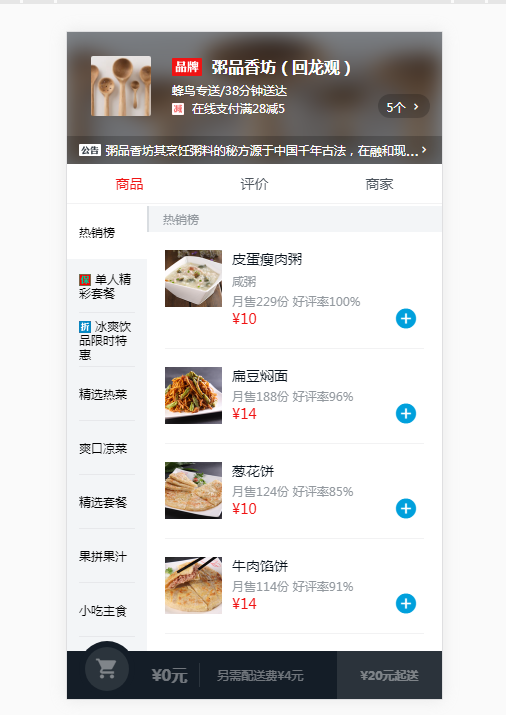 品牌 粥品香坊（回龙观）
蜂鸟专送/38分钟送达
减 在线支付满28减5
5个 >
公告 粥品香坊其烹饪粥料的秘方源于中国千年古法，在融和现... >
商品 评价 商家
热销榜
单人精
彩套餐
折 冰爽饮
品限时特
惠
精选热菜
爽口凉菜
精选套餐
果拼果汁
小吃主食
热销榜
皮蛋瘦肉粥
咸粥
月售229份 好评率100%
¥10
扁豆焖面
月售188份 好评率96%
¥14
葱花饼
月售124份 好评率85%
¥10
牛肉馅饼
月售114份 好评率91%
¥14
¥0元 另需配送费¥4元 ¥20元起送